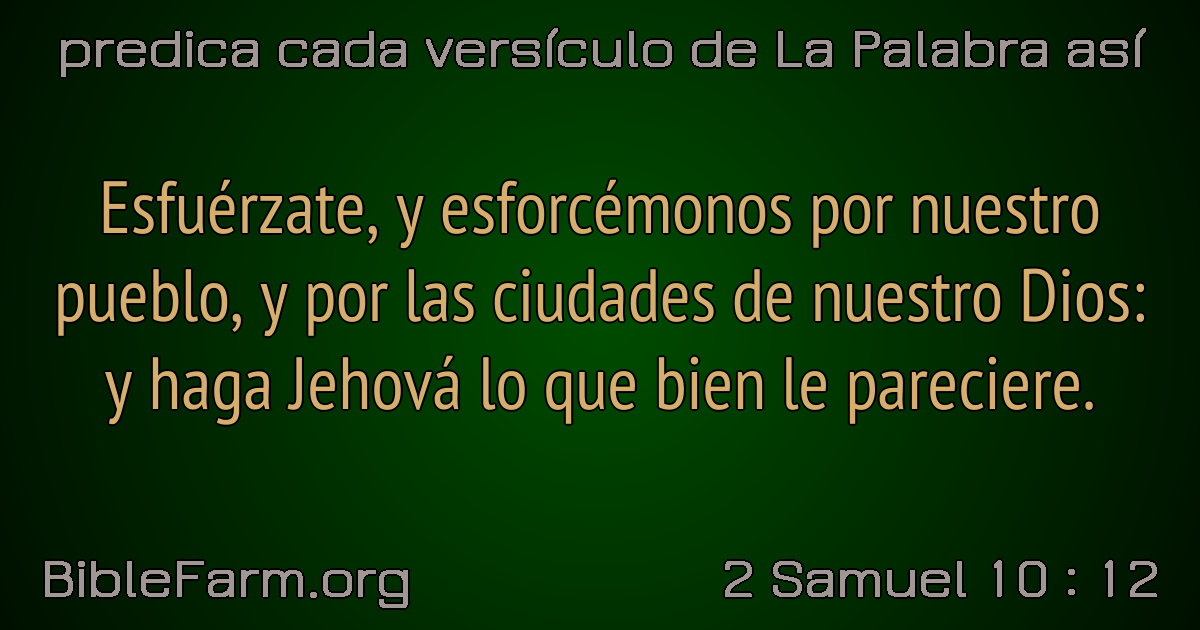 predica cada versículo de La Palabra así
Esfuérzate, y esforcémonos por nuestro
pueblo, y por las ciudades de nuestro Dios:
y haga Jehová lo que bien le pareciere.
BibleFarm.org
2 Samuel 10 : 12